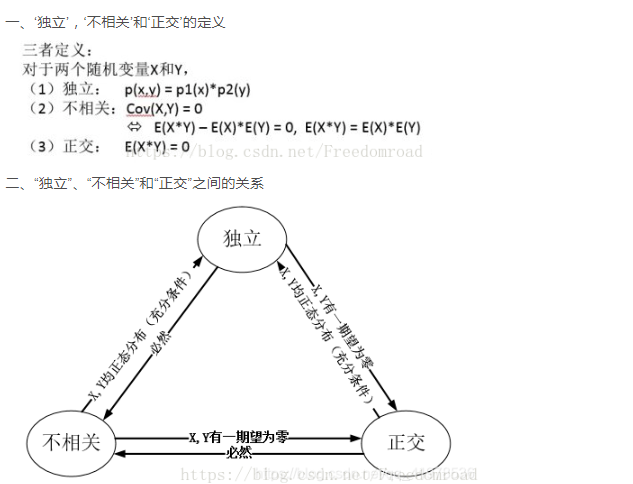 一、‘独立’，‘不相关’和‘正交’的定义
三者定义：
对于两个随机变量X和Y，
（1）独立： p(x,y) = p1(x)*p2(y)
（2）不相关：Cov(X,Y) = 0
⇔ E(X*Y) – E(X)*E(Y) = 0, E(X*Y) = E(X)*E(Y)
（3）正交： E(X*Y) = 0
https://blog.csdn.net/Freedomroad
二、“独立”、“不相关”和“正交”之间的关系
独立
X,Y均正态分布（充分条件）
必然
X,Y有一期望为零
X,Y均正态分布（充分条件）
不相关
X,Y有一期望为零
必然
正交
https://blog.csdn.net/Freedomroad